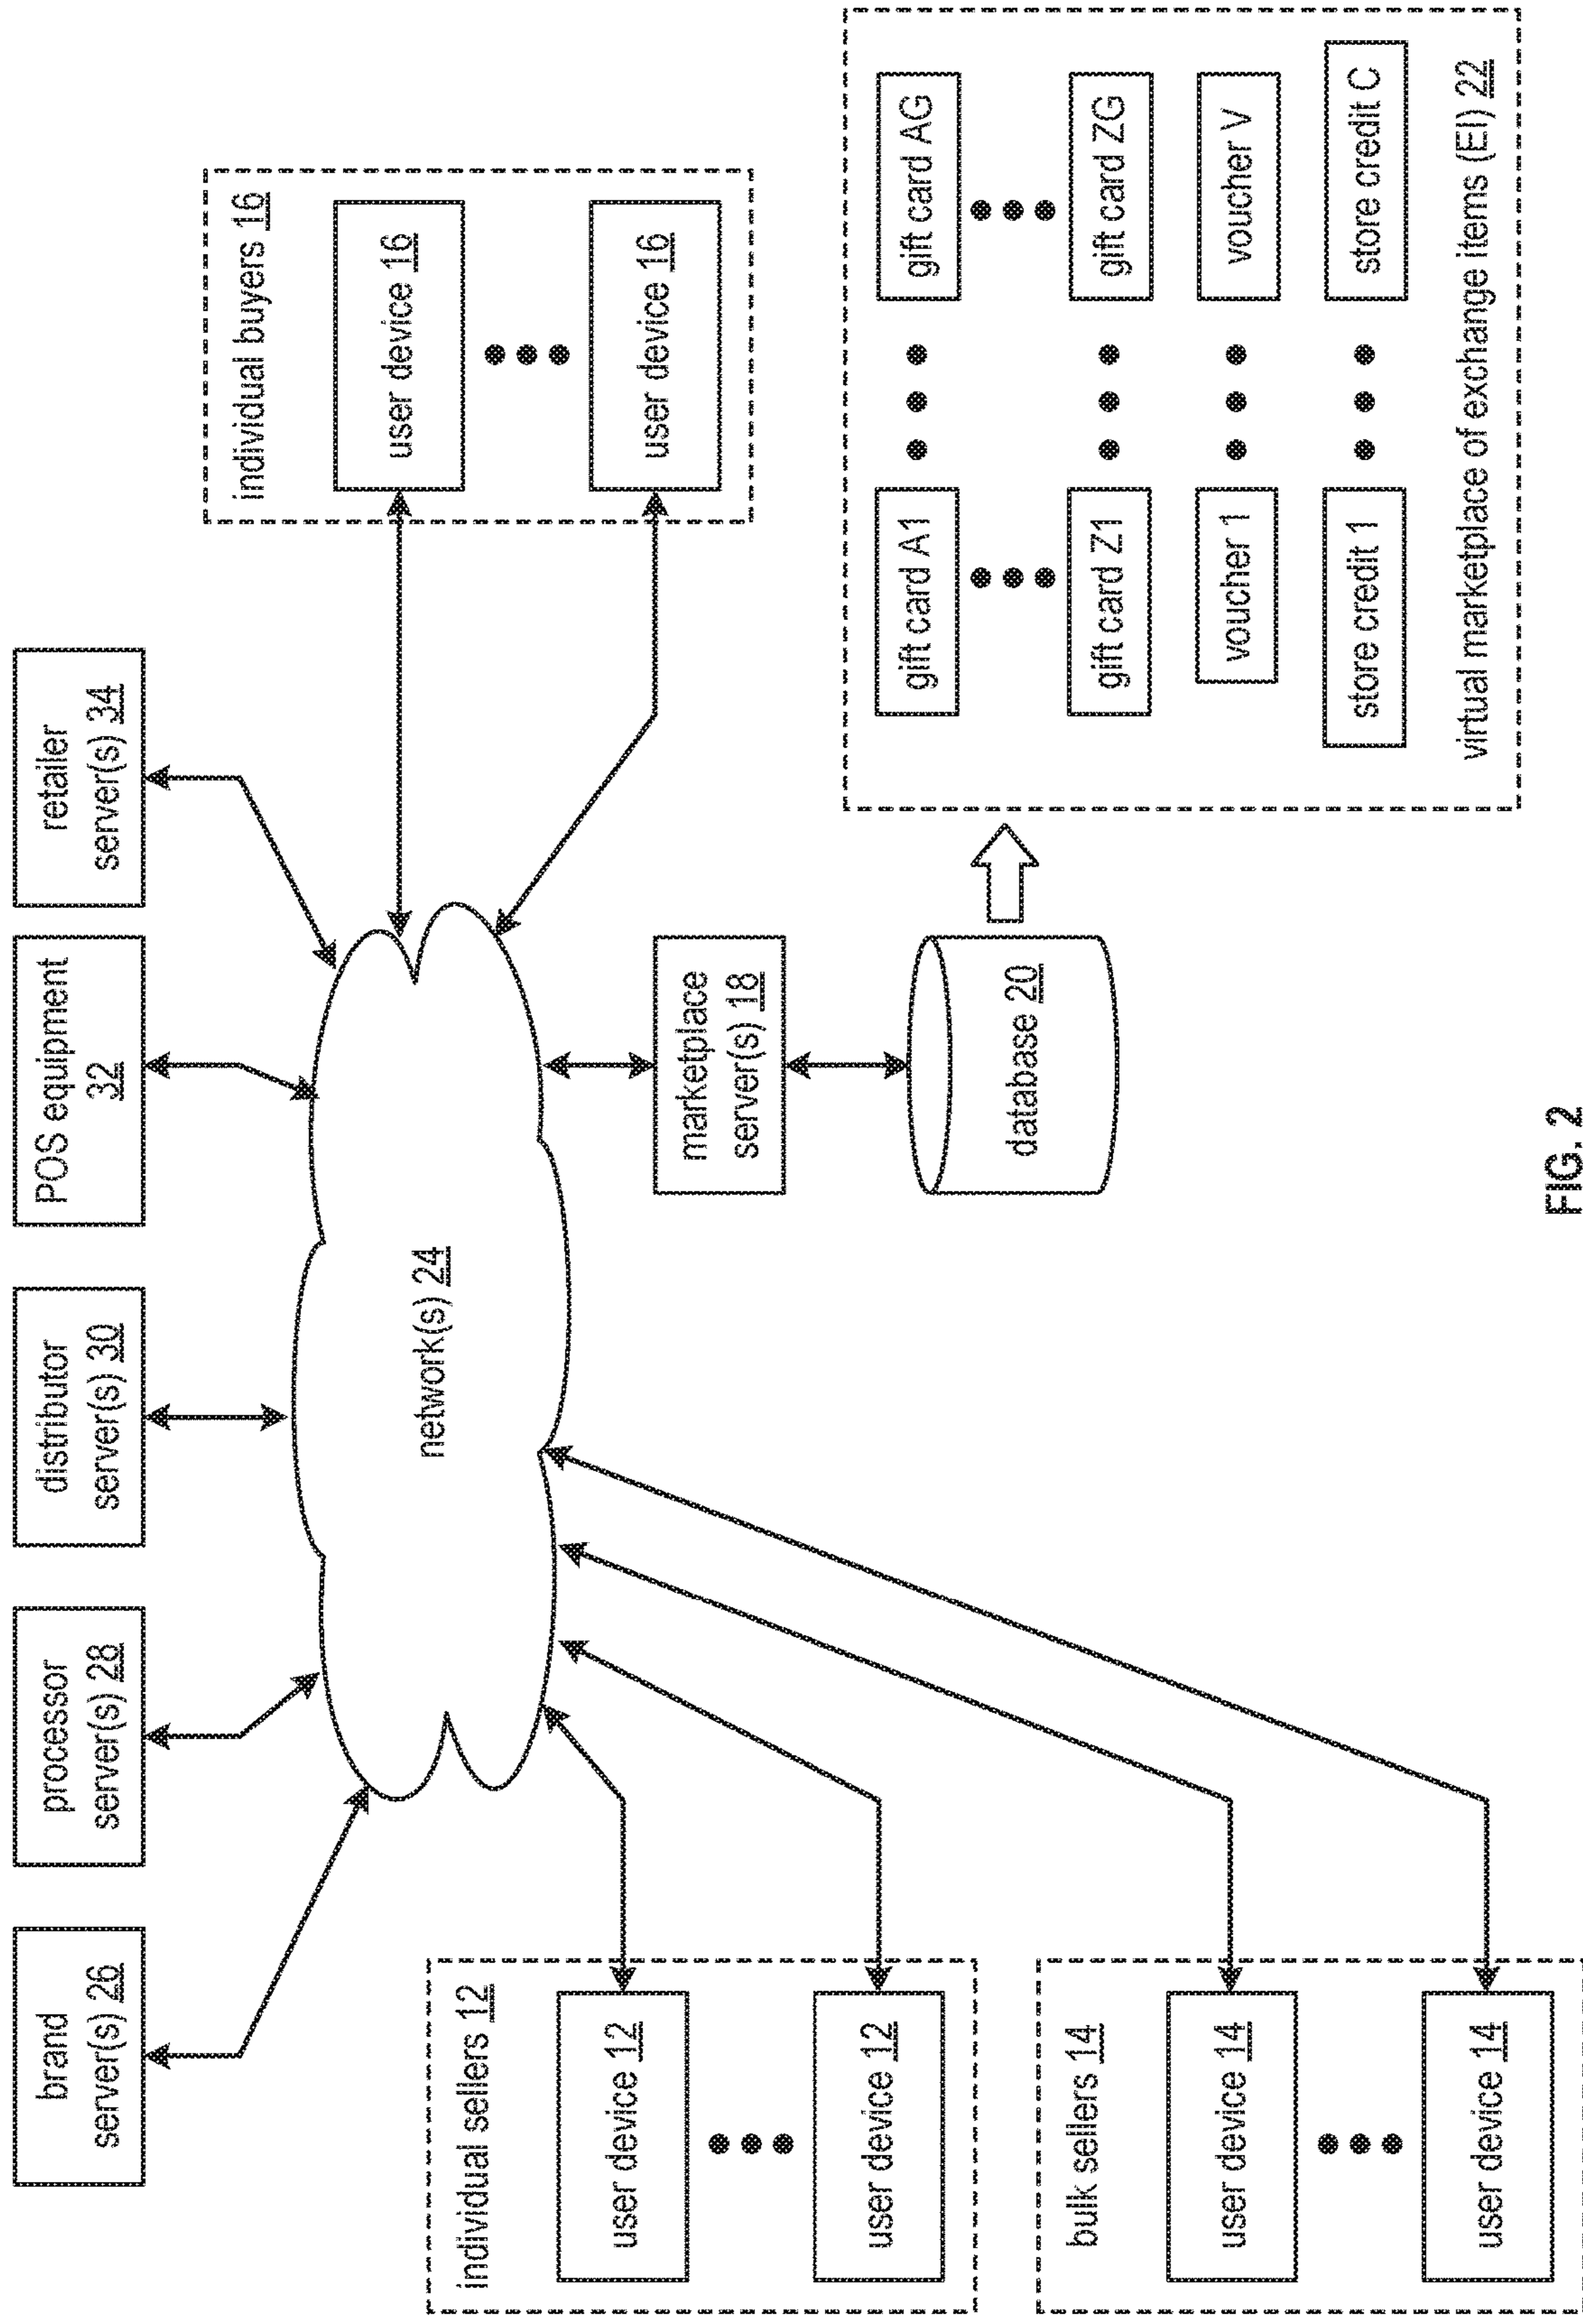 brand
server(s) 26
processor
server(s) 28
distributor
server(s) 30
POS equipment
32
retailer
server(s) 34
individual sellers 12
user device 12
user device 12
bulk sellers 14
user device 14
user device 14
network(s) 24
individual buyers 16
user device 16
user device 16
marketplace
server(s) 18
database 20
gift card A1
gift card AG
gift card Z1
gift card ZG
voucher 1
voucher V
store credit 1
store credit C
virtual marketplace of exchange items (EI) 22
FIG. 2